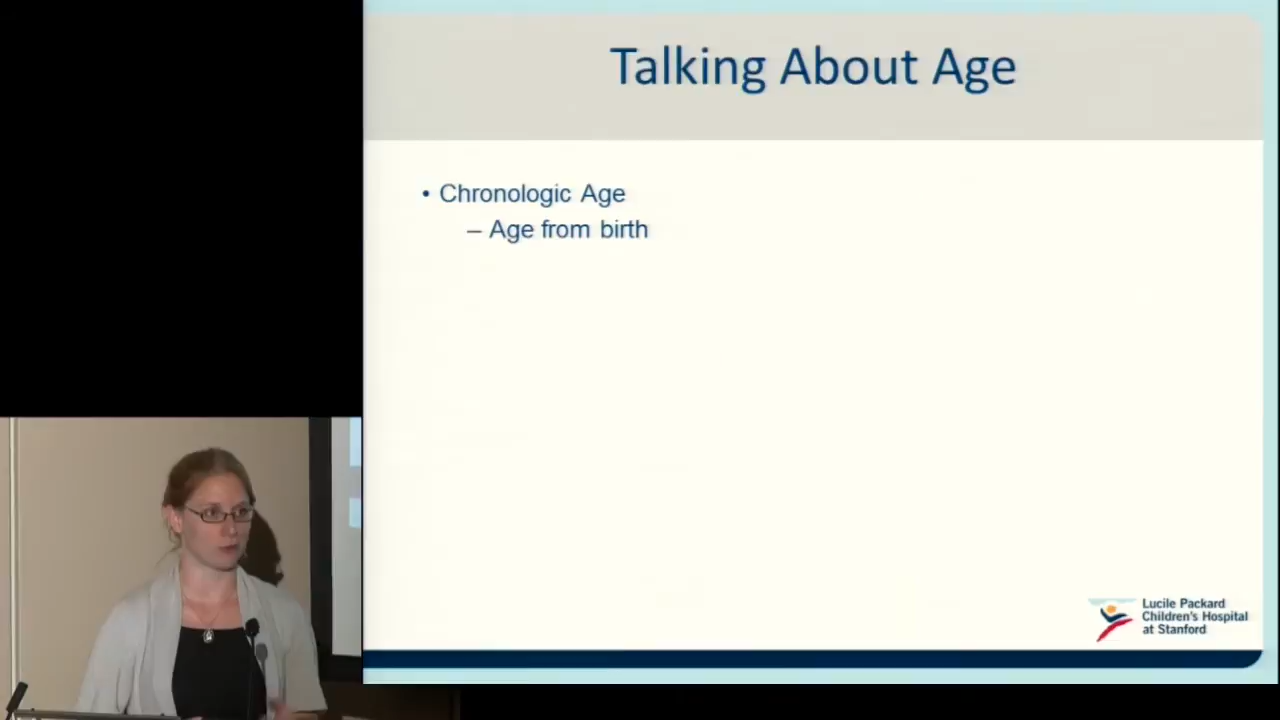 Talking About Age
• Chronologic Age
– Age from birth
Lucile Packard
Children's Hospital
at Stanford